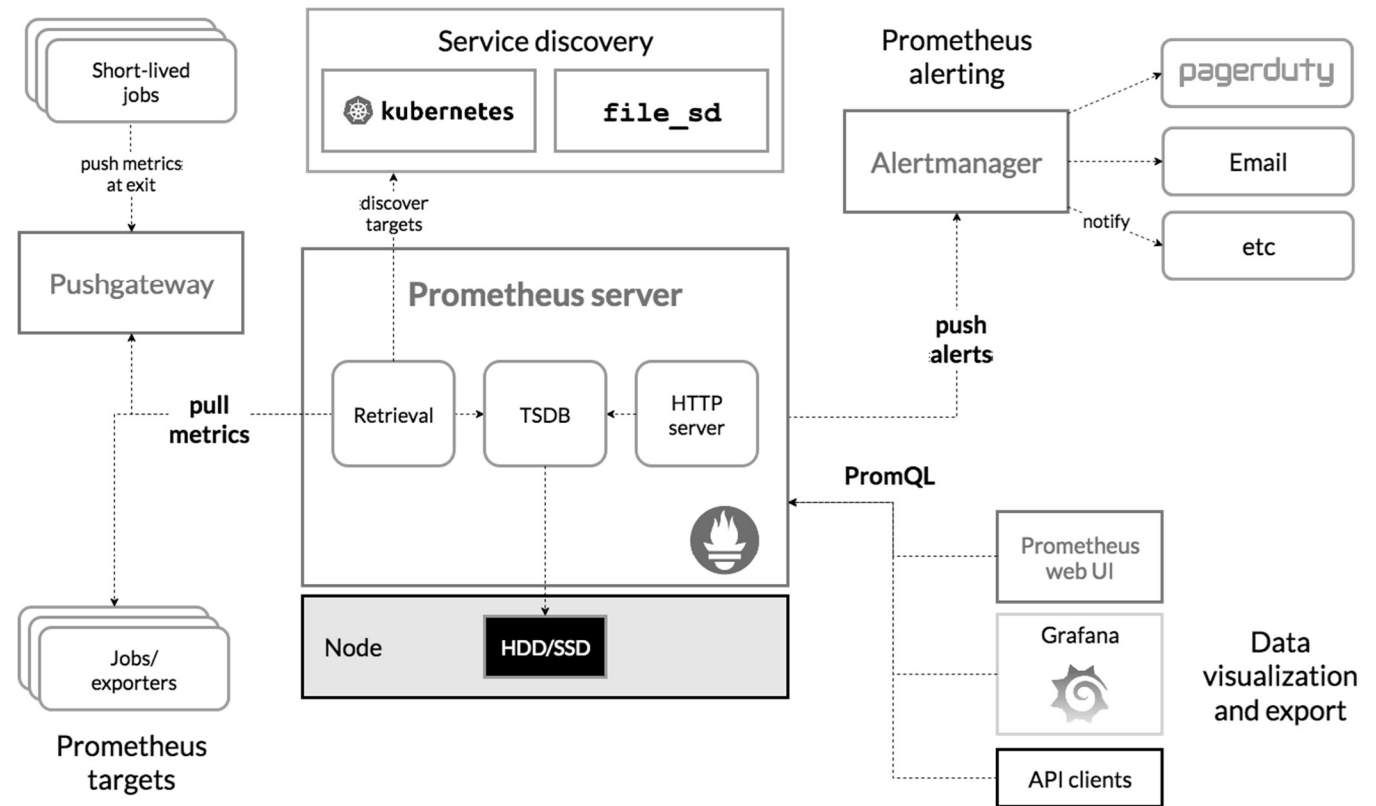 Short-lived
jobs
push metrics
at exit
Pushgateway
Service discovery
kubernetes
file_sd
discover
targets
Prometheus
alerting
Alertmanager
pagerduty
Email
notify
etc
Prometheus server
Retrieval
TSDB
HTTP
server
pull
metrics
push
alerts
PromQL
Node
HDD/SSD
Jobs/
exporters
Prometheus
targets
Prometheus
web UI
Grafana
API clients
Data
visualization
and export